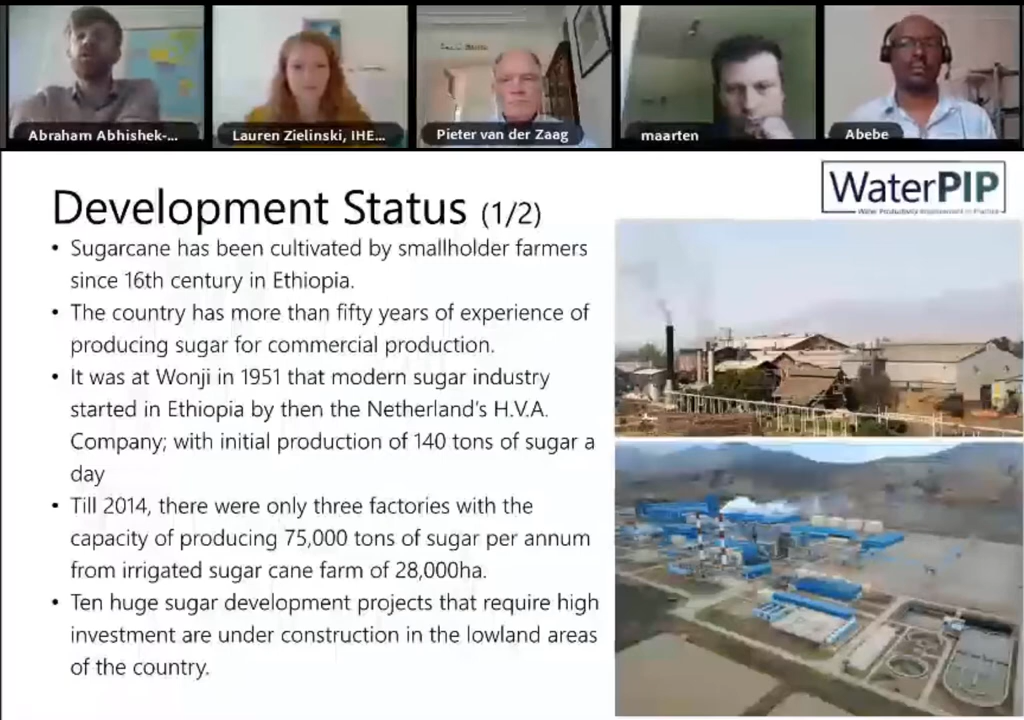 Abraham Abhishek-...
Lauren Zielinski, IHE...
Pieter van der Zaag
maarten
Abebe
WaterPIP
Water Productivity Improvement in Practice
Development Status (1/2)
• Sugarcane has been cultivated by smallholder farmers
since 16th century in Ethiopia.
• The country has more than fifty years of experience of
producing sugar for commercial production.
• It was at Wonji in 1951 that modern sugar industry
started in Ethiopia by then the Netherland's H.V.A.
Company; with initial production of 140 tons of sugar a
day
• Till 2014, there were only three factories with the
capacity of producing 75,000 tons of sugar per annum
from irrigated sugar cane farm of 28,000ha.
• Ten huge sugar development projects that require high
investment are under construction in the lowland areas
of the country.